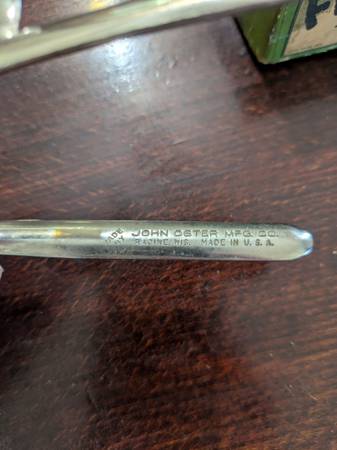 JOHN OSTER MFG. CO.
RACINE, WIS. MADE IN U.S.A.